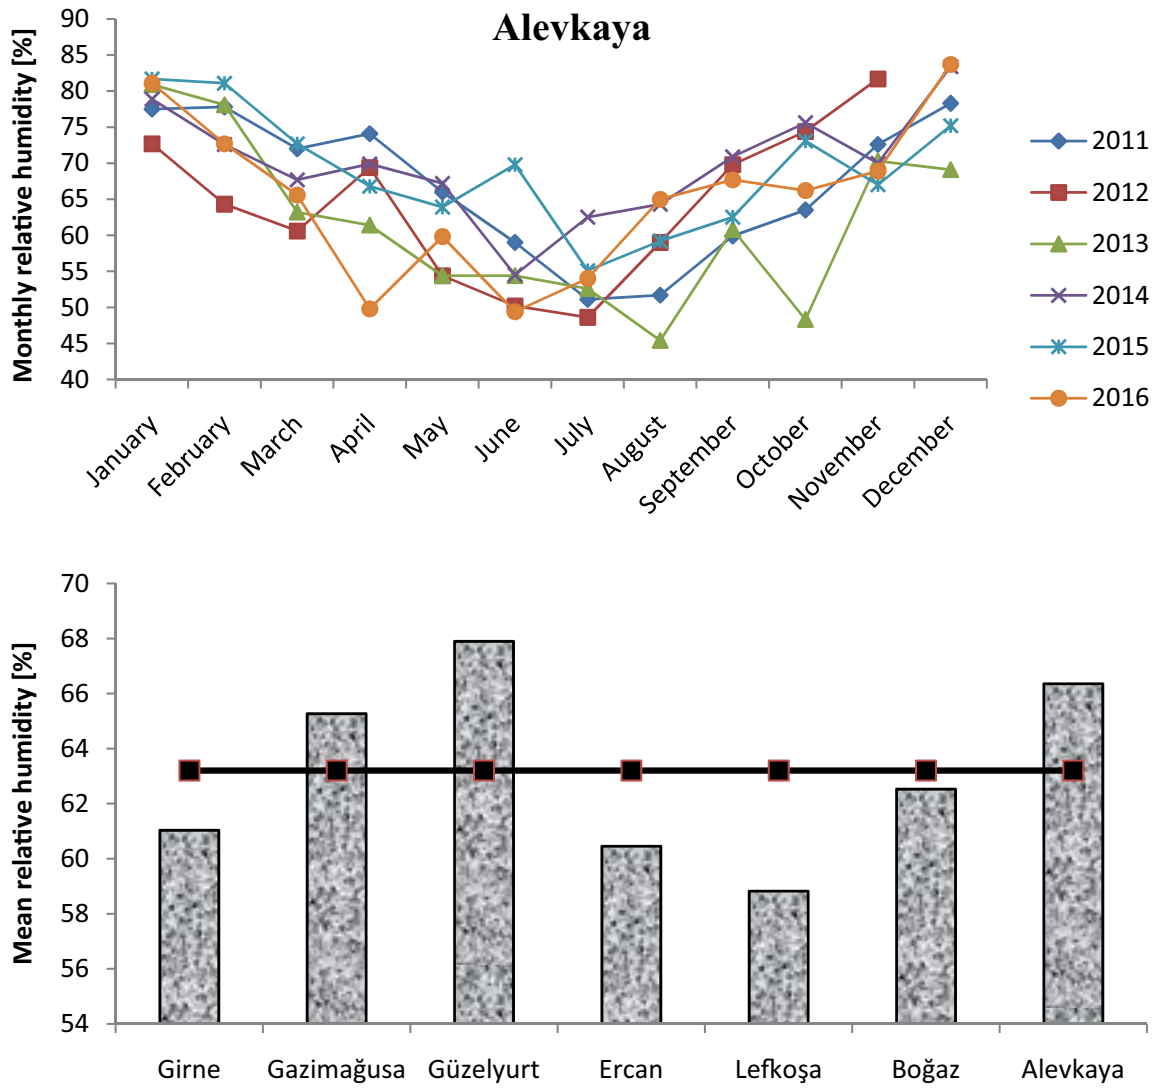 Alevkaya
Monthly relative humidity [%]
90
85
80
75
70
65
60
55
50
45
40
January
February
March
April
May
June
July
August
September
October
November
December
2011
2012
2013
2014
2015
2016
Mean relative humidity [%]
70
68
66
64
62
60
58
56
54
Girne
Gazimağusa
Güzelyurt
Ercan
Lefkoşa
Boğaz
Alevkaya